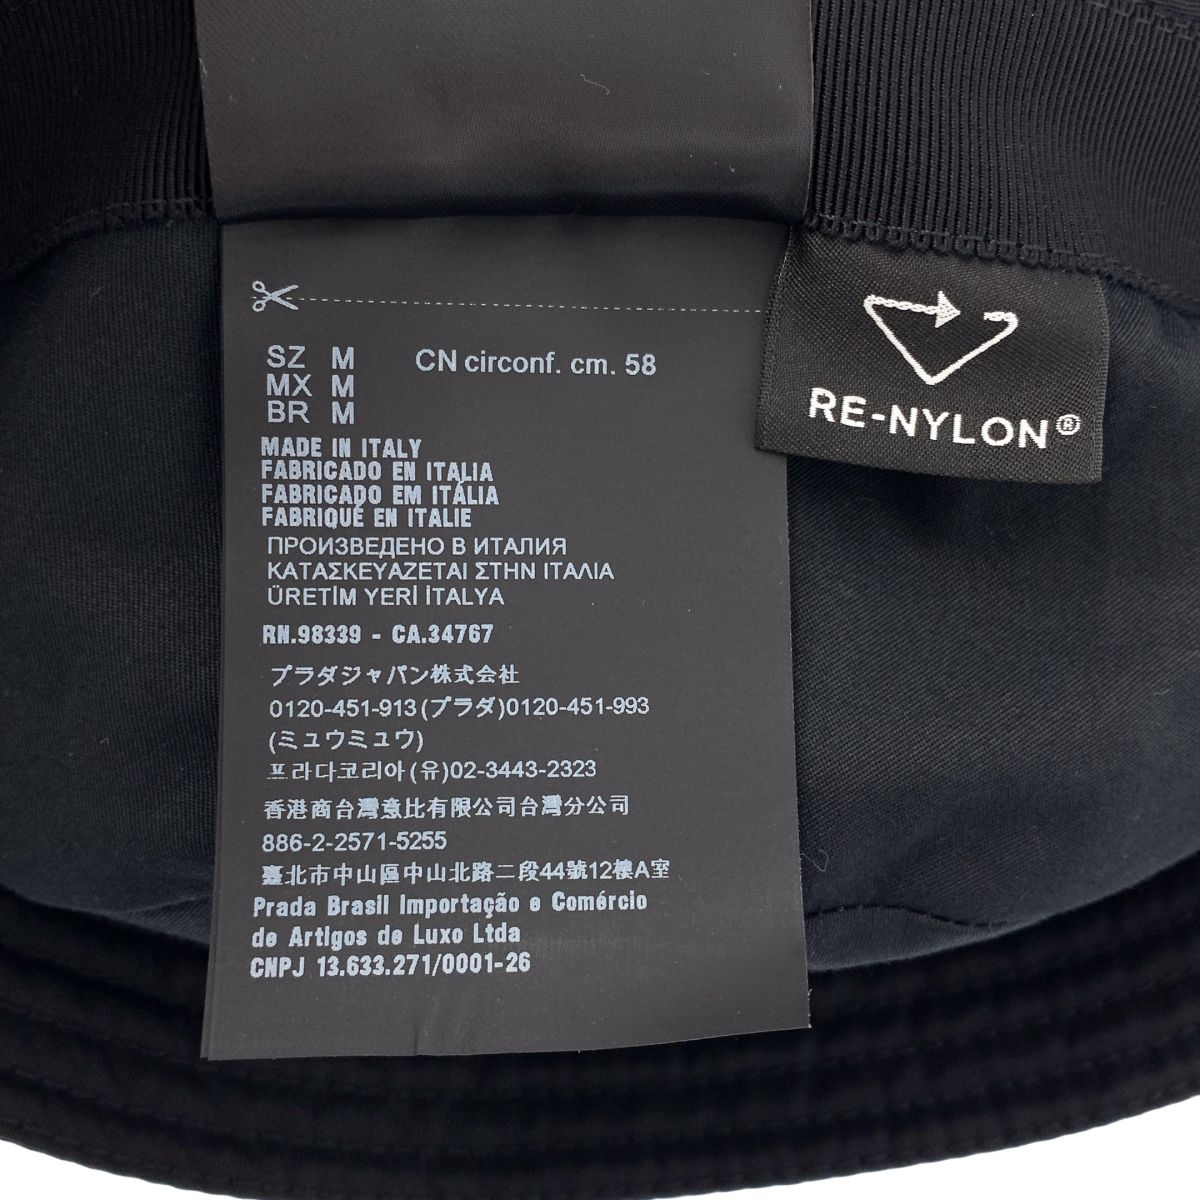 SZ M CN circonf. cm. 58
MX M
BR M
MADE IN ITALY
FABRICADO EN ITALIA
FABRICADO EM ITÁLIA
FABRIQUÉ EN ITALIE
ПРОИЗВЕДЕНО В ИТАЛИЯ
ΚΑΤΑΣΚΕΥΑΖΕΤΑΙ ΣΤΗΝ ΙΤΑΛΙΑ
ÜRETİM YERİ İTALYA
RN.98339 - CA.34767
プラダジャパン株式会社
0120-451-913(プラダ)0120-451-993
(ミュウミュウ)
프라다코리아(유)02-3443-2323
香港商台灣意比有限公司台灣分公司
886-2-2571-5255
臺北市中山區中山北路二段44號12樓A室
Prada Brasil Importação e Comércio
de Artigos de Luxo Ltda
CNPJ 13.633.271/0001-26
RE-NYLON®